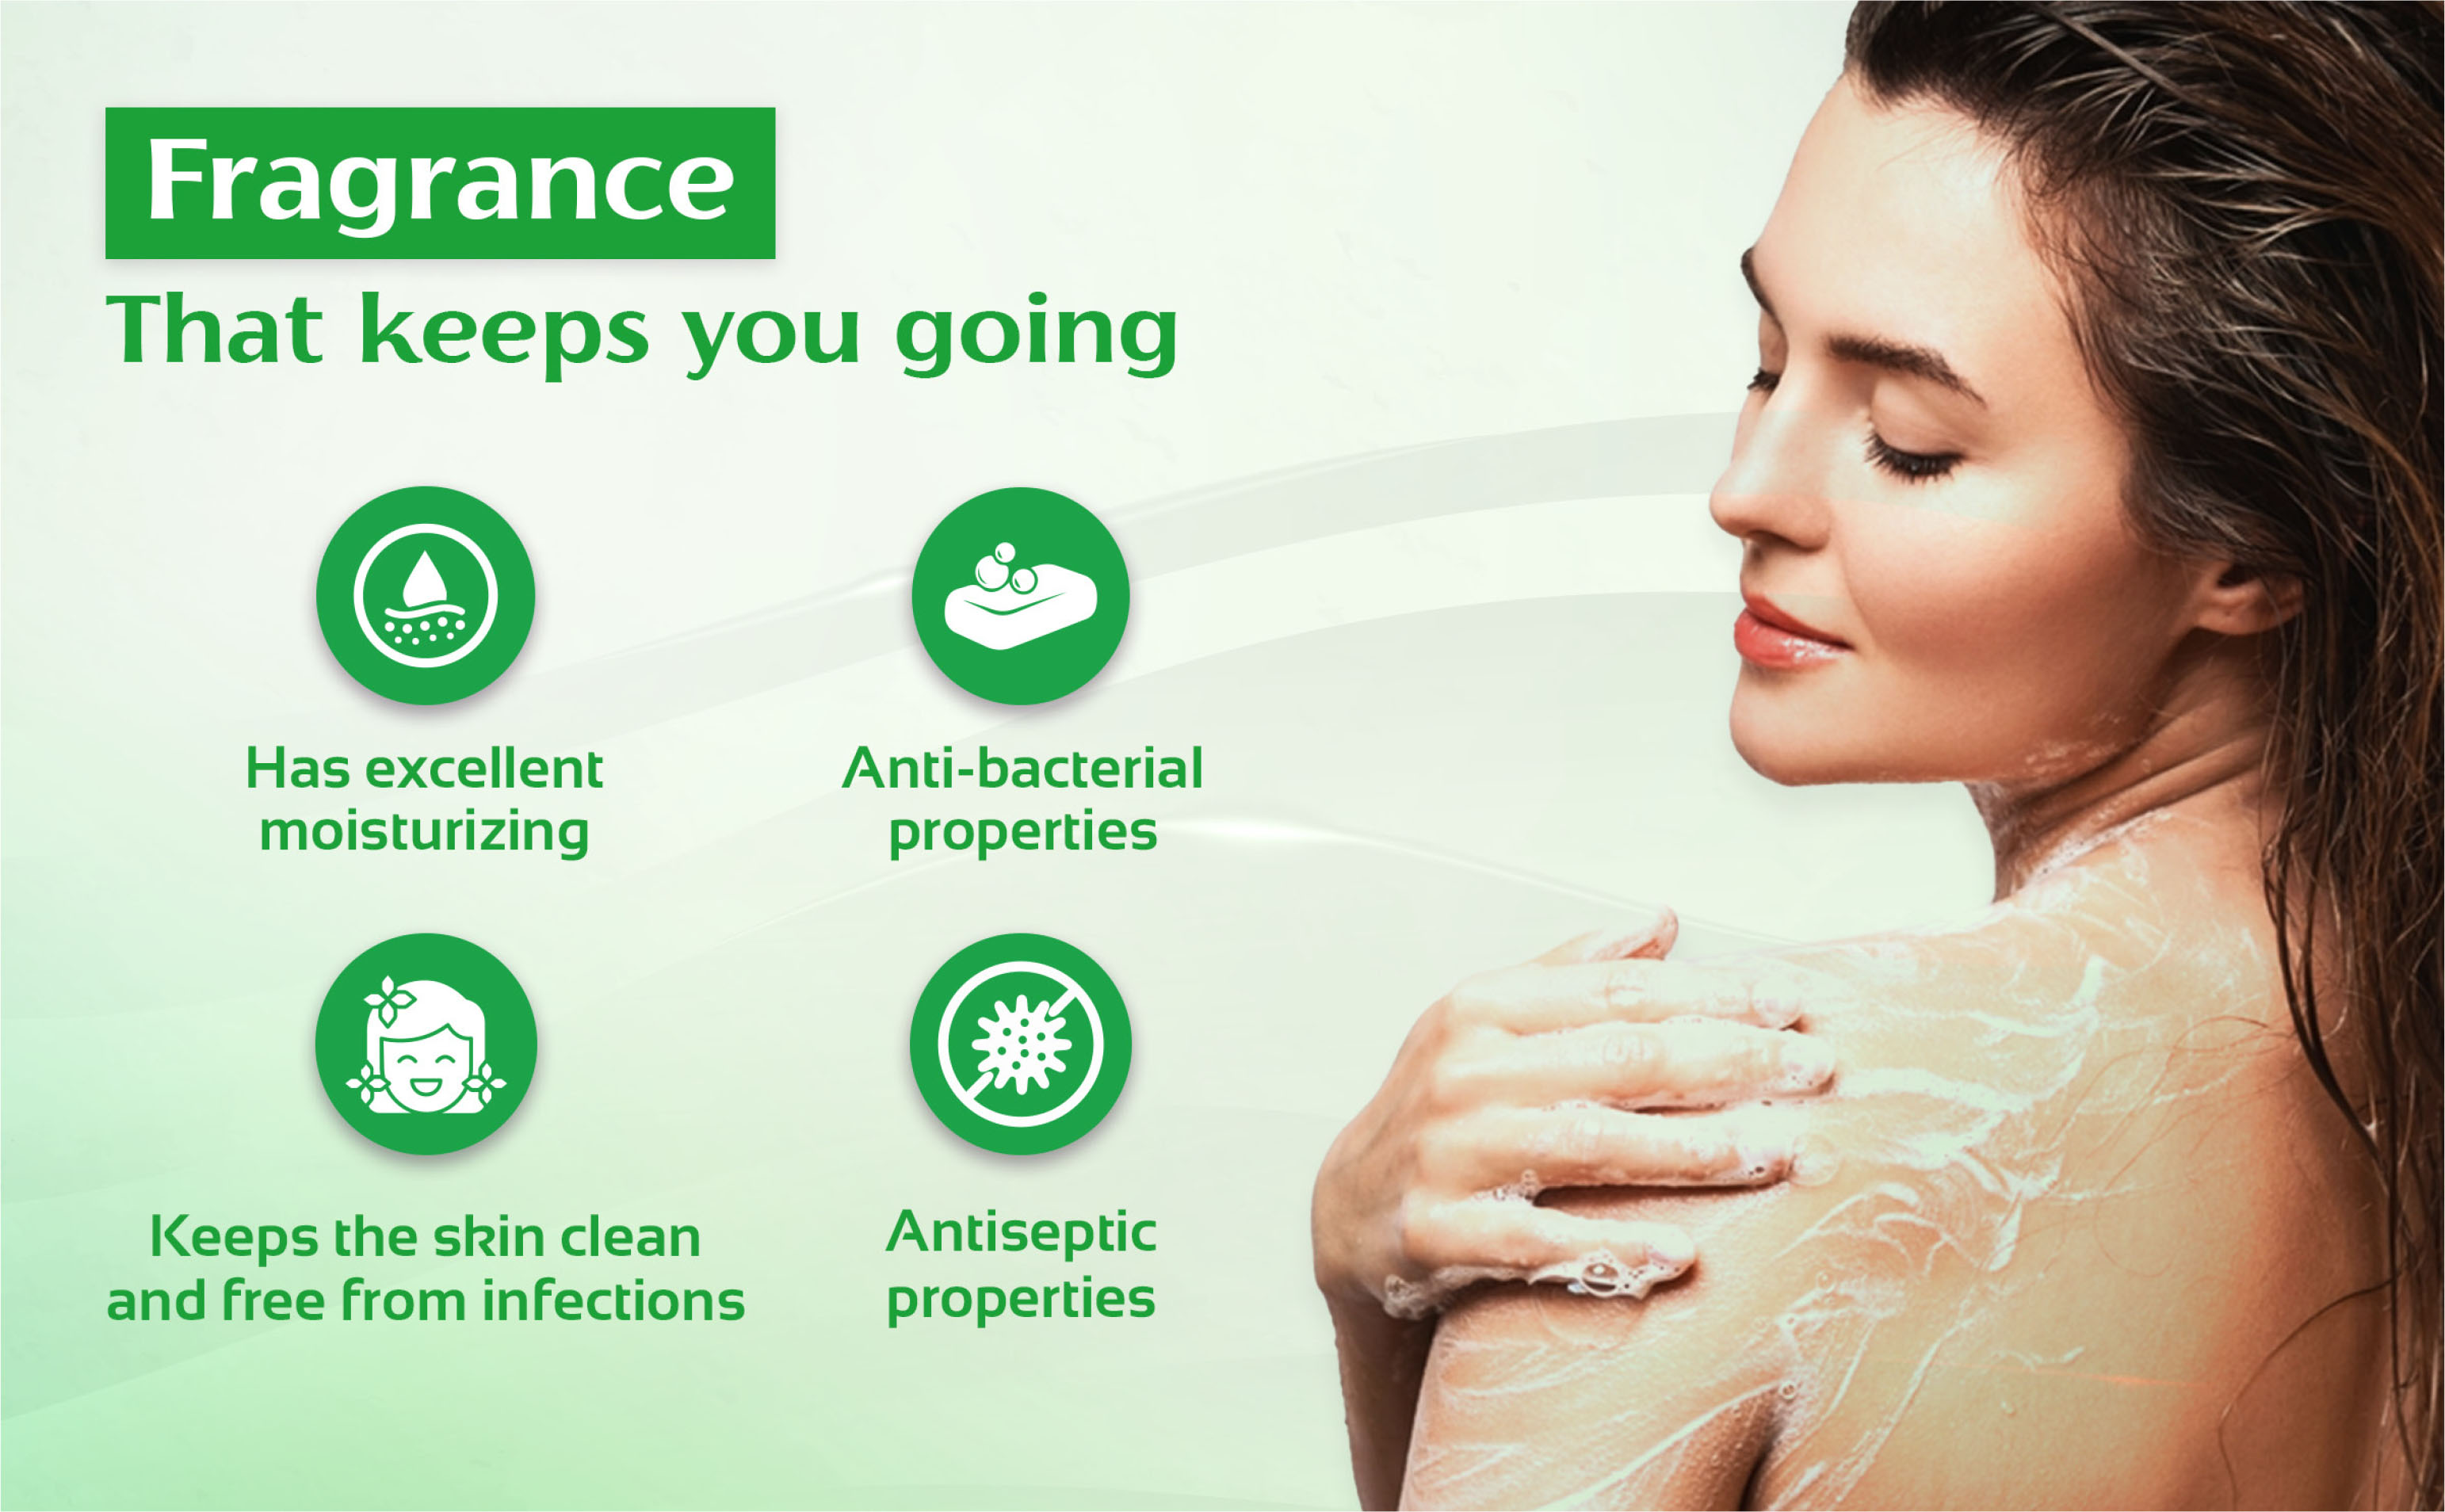 Fragrance
That keeps you going
Has excellent
moisturizing
Anti-bacterial
properties
Keeps the skin clean
and free from infections
Antiseptic
properties